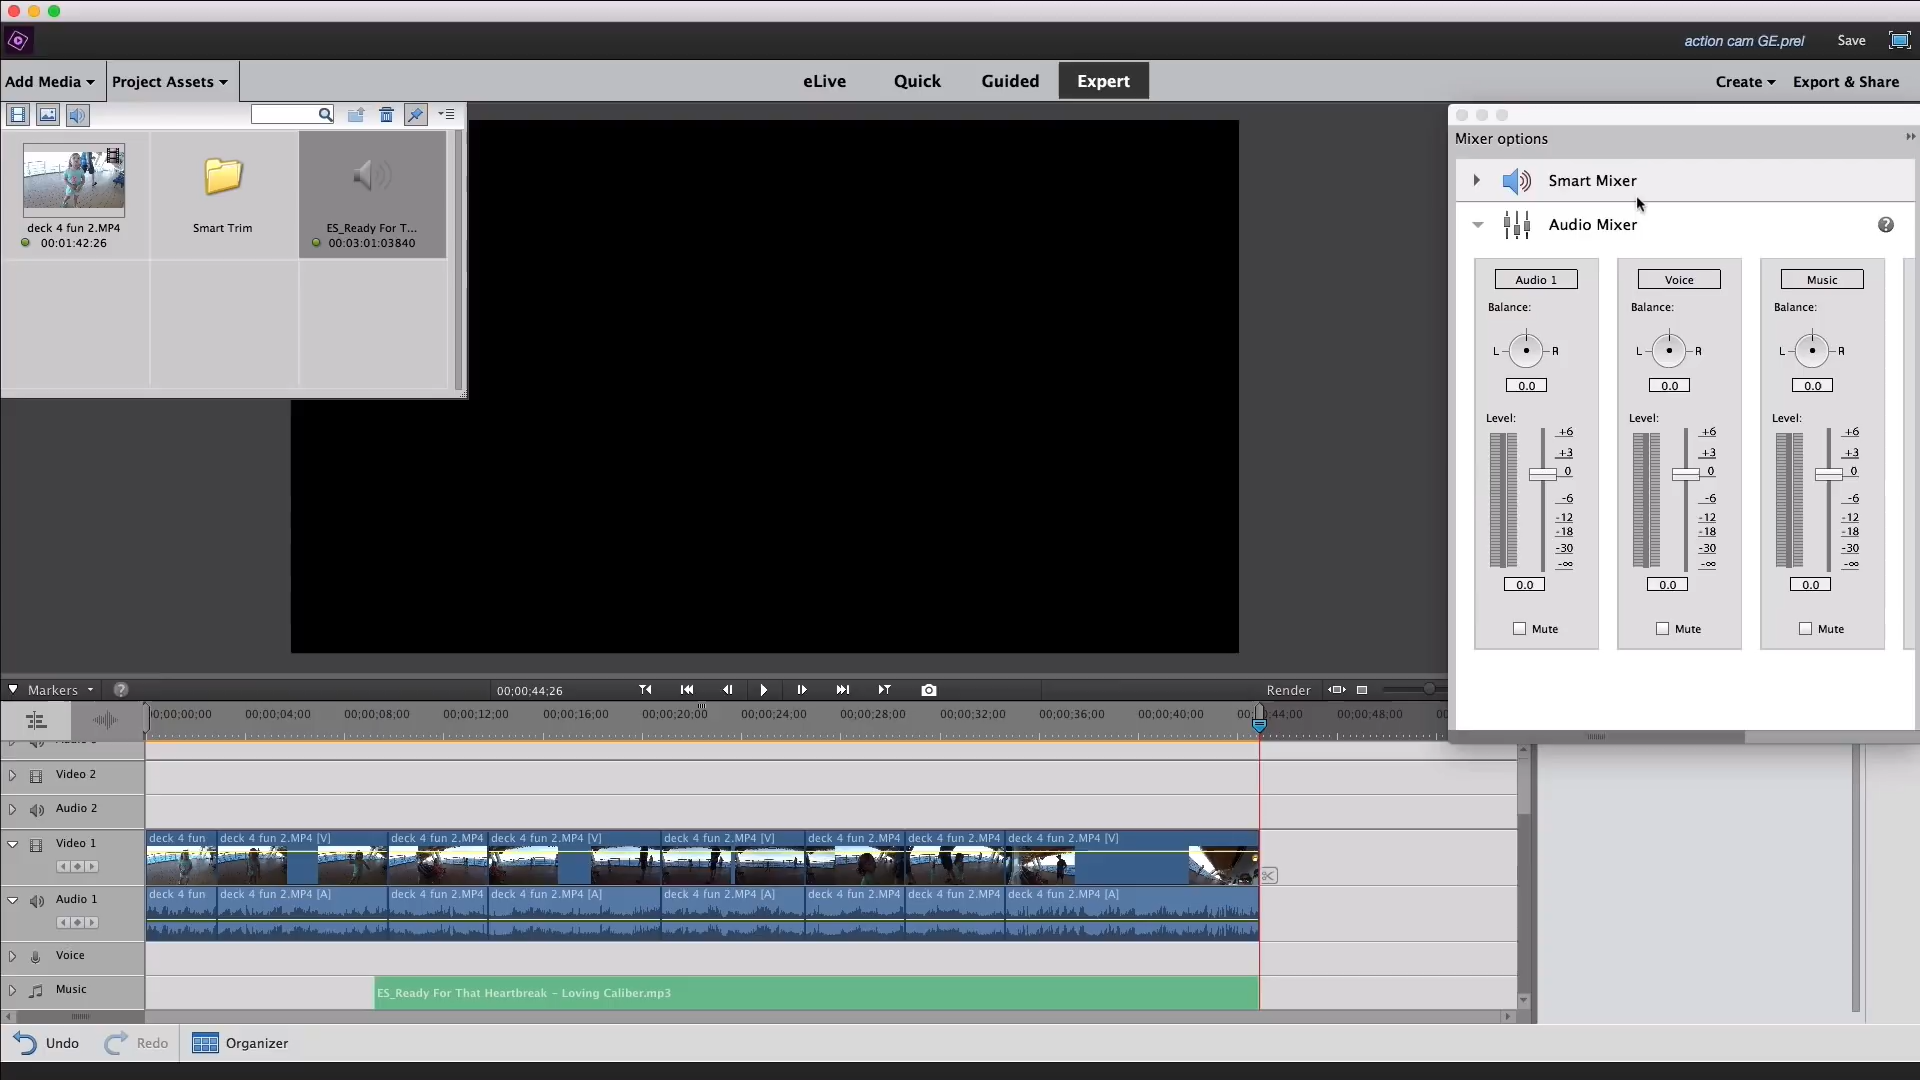 action cam GE.prel
Save
Add Media
Project Assets
eLive
Quick
Guided
Expert
Create
Export & Share
deck 4 fun 2.MP4
00:01:42:26
Smart Trim
ES_Ready For T...
00:03:01:03840
Mixer options
Smart Mixer
Audio Mixer
?
Audio 1
Balance:
L
R
0.0
Level:
+6
+3
0
-6
-12
-18
-30
-∞
0.0
Mute
Voice
Balance:
L
R
0.0
Level:
+6
+3
0
-6
-12
-18
-30
-∞
0.0
Mute
Music
Balance:
L
R
0.0
Level:
+6
+3
0
-6
-12
-18
-30
-∞
0.0
Mute
Markers
?
00;00;44;26
Render
00;00;04;00
00;00;08;00
00;00;12;00
00;00;16;00
00;00;20;00
00;00;24;00
00;00;28;00
00;00;32;00
00;00;36;00
00;00;40;00
00;00;48;00
Video 2
Audio 2
Video 1
deck 4 fun
deck 4 fun 2.MP4 [V]
deck 4 fun 2.MP4
deck 4 fun 2.MP4 [V]
deck 4 fun 2.MP4 [V]
deck 4 fun 2.MP4
deck 4 fun 2.MP4
deck 4 fun 2.MP4 [V]
Audio 1
deck 4 fun
deck 4 fun 2.MP4 [A]
deck 4 fun 2.MP4
deck 4 fun 2.MP4 [A]
deck 4 fun 2.MP4 [A]
deck 4 fun 2.MP4
deck 4 fun 2.MP4
deck 4 fun 2.MP4 [A]
Voice
Music
ES_Ready For That Heartbreak - Loving Caliber.mp3
Undo
Redo
Organizer